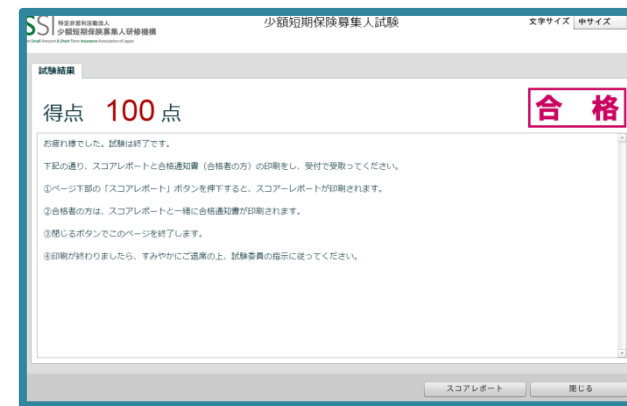 SSI 特定非営利活動法人
少額短期保険募集人研修機構
Small Amount & Short Term Insurance Association of Japan
少額短期保険募集人試験
文字サイズ 中サイズ
試験結果
得点 100 点
合 格
お疲れ様でした。試験は終了です。
下記の通り、スコアレポートと合格通知書（合格者の方）の印刷をし、受付で受取ってください。
①ページ下部の「スコアレポート」ボタンを押下すると、スコアーレポートが印刷されます。
②合格者の方は、スコアレポートと一緒に合格通知書が印刷されます。
③閉じるボタンでこのページを終了します。
④印刷が終わりましたら、すみやかにご退席の上、試験委員の指示に従ってください。
スコアレポート 閉じる